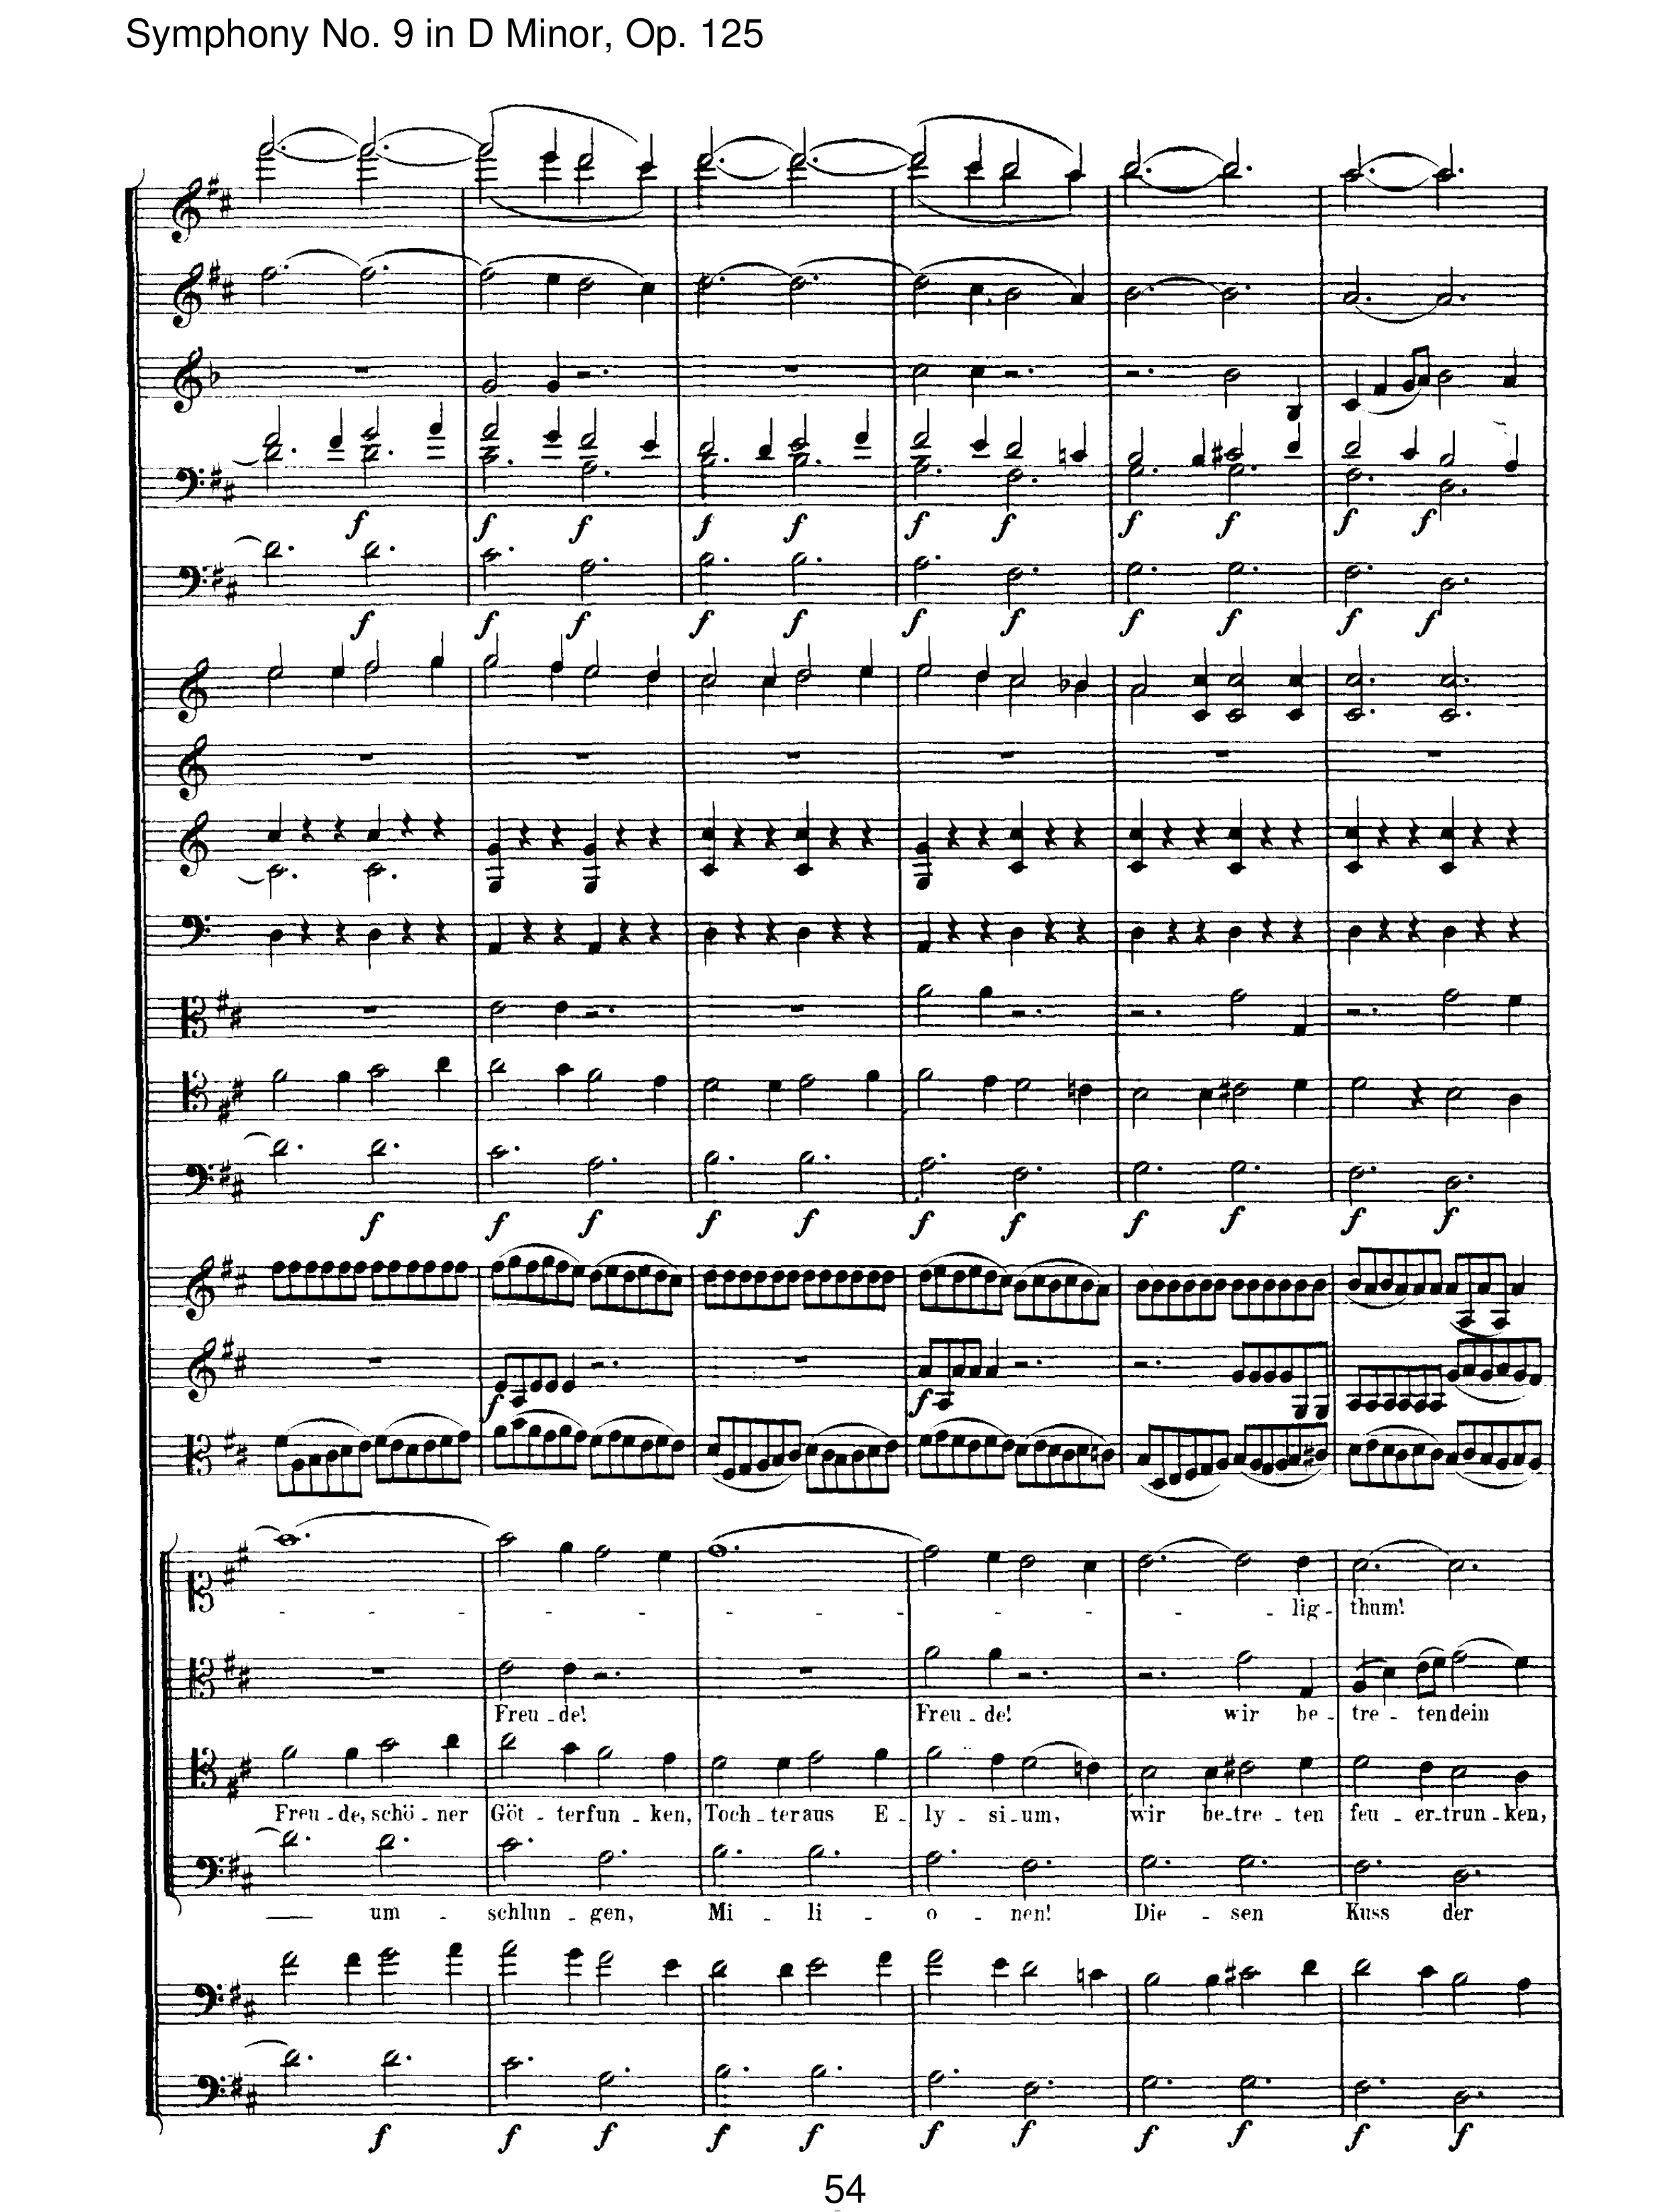 Symphony No. 9 in D Minor, Op. 125
f f f f f f f f f f f
f f f f f f f f f f f
f f f f f f f f f f f
f f
- - - - - - - - - - - lig - thum!
Freu - de! Freu - de! wir be - tre - ten dein
Freu - de, schö - ner Göt - terfun - ken, Toch - ter aus E - ly - si - um, wir be - tre - ten feu - er - trun - ken,
um - schlun - gen, Mi - li - o - nen! Die - sen Kuss der
f f f f f f f f f f f
54